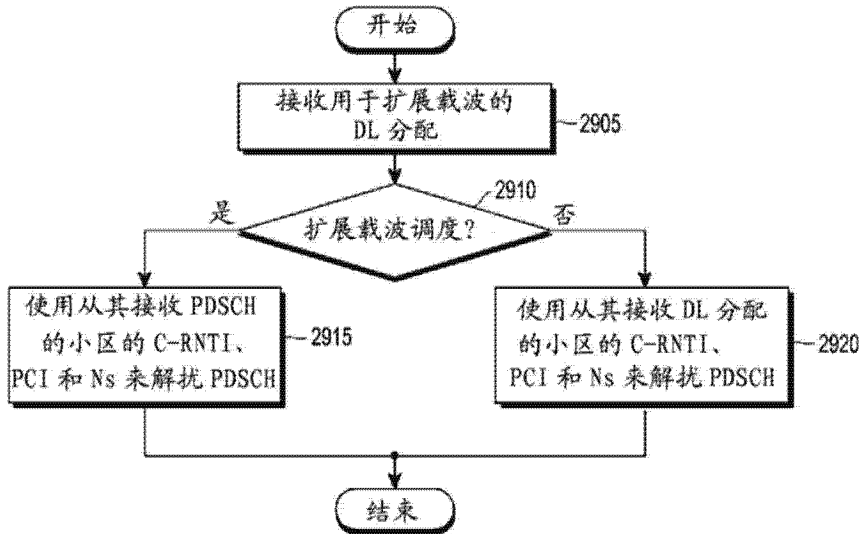 开始
接收用于扩展载波的
DL 分配
2905
2910
扩展载波调度?
是
否
使用从其接收 PDSCH
的小区的 C-RNTI、
PCI 和 Ns 来解扰 PDSCH
2915
使用从其接收 DL 分配
的小区的 C-RNTI、
PCI 和 Ns 来解扰 PDSCH
2920
结束